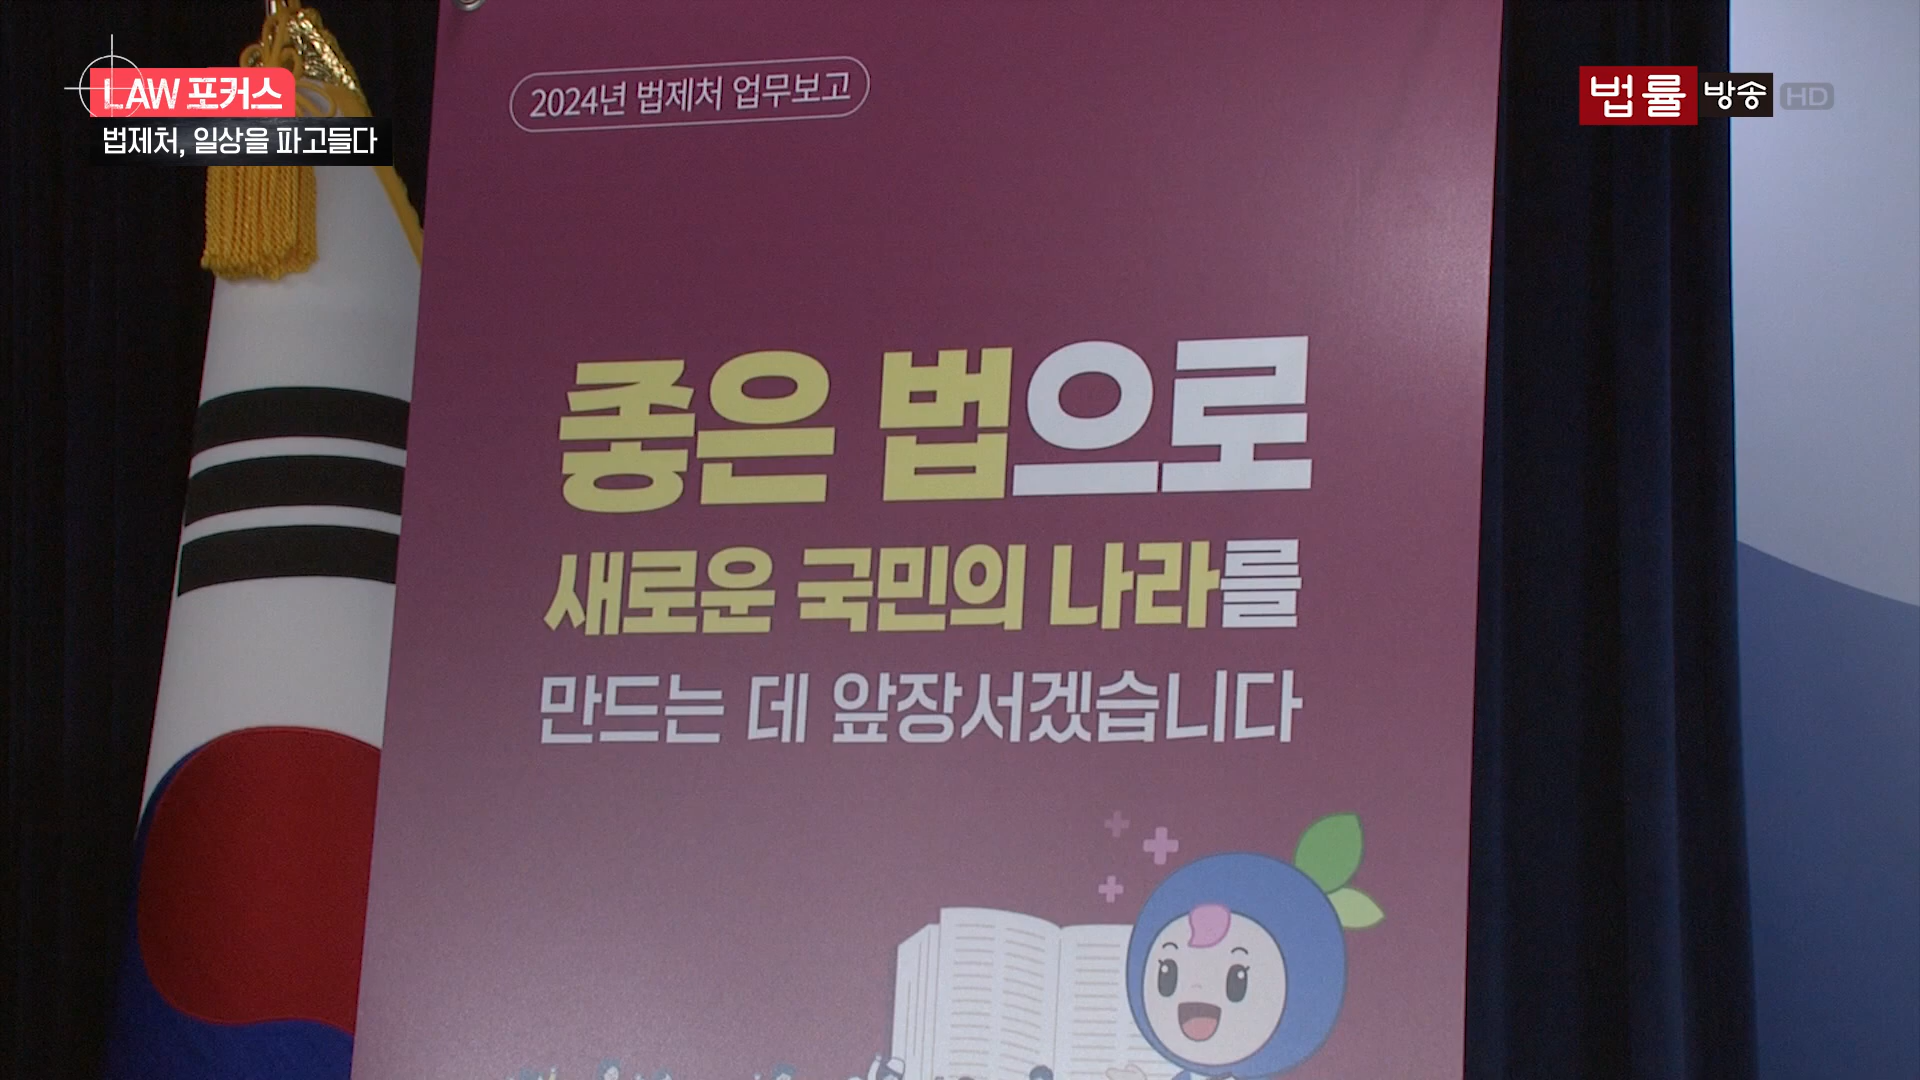 LAW 포커스
법제처, 일상을 파고들다
법률방송 HD
2024년 법제처 업무보고
좋은 법으로
새로운 국민의 나라를
만드는 데 앞장서겠습니다